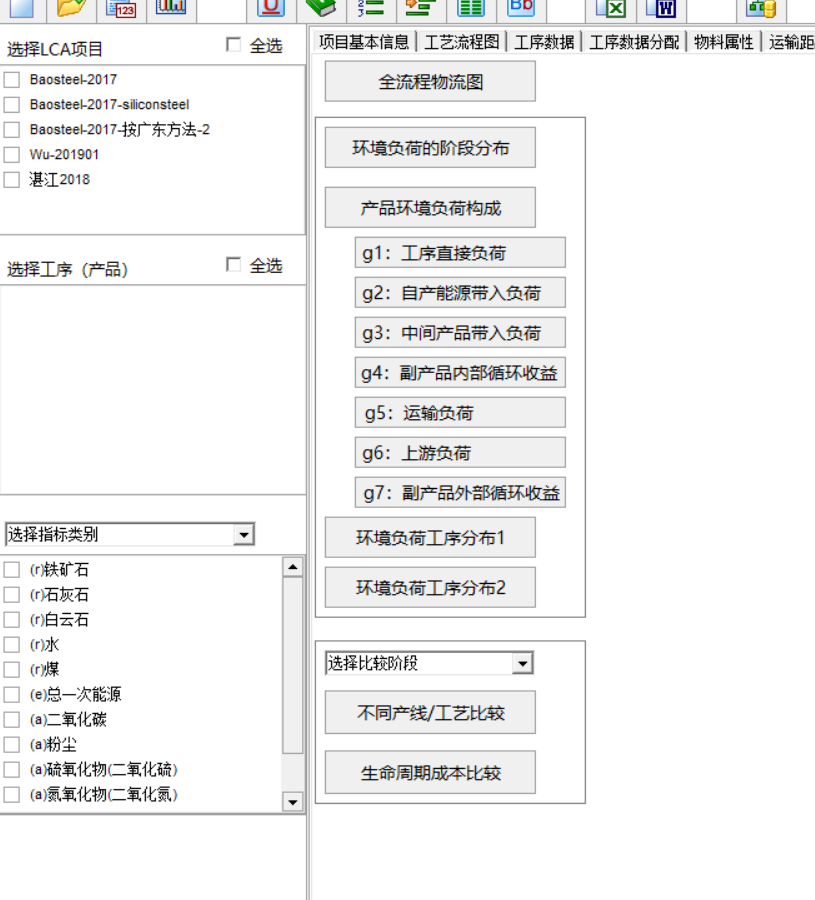 123
U
1
2
3
Bb
X
W
选择LCA项目
全选
Baosteel-2017
Baosteel-2017-siliconsteel
Baosteel-2017-按广东方法-2
Wu-201901
湛江2018
选择工序（产品）
全选
选择指标类别
(r)铁矿石
(r)石灰石
(r)白云石
(r)水
(r)煤
(e)总一次能源
(a)二氧化碳
(a)粉尘
(a)硫氧化物(二氧化硫)
(a)氮氧化物(二氧化氮)
项目基本信息 工艺流程图 工序数据 工序数据分配 物料属性 运输距
全流程物流图
环境负荷的阶段分布
产品环境负荷构成
g1：工序直接负荷
g2：自产能源带入负荷
g3：中间产品带入负荷
g4：副产品内部循环收益
g5：运输负荷
g6：上游负荷
g7：副产品外部循环收益
环境负荷工序分布1
环境负荷工序分布2
选择比较阶段
不同产线/工艺比较
生命周期成本比较